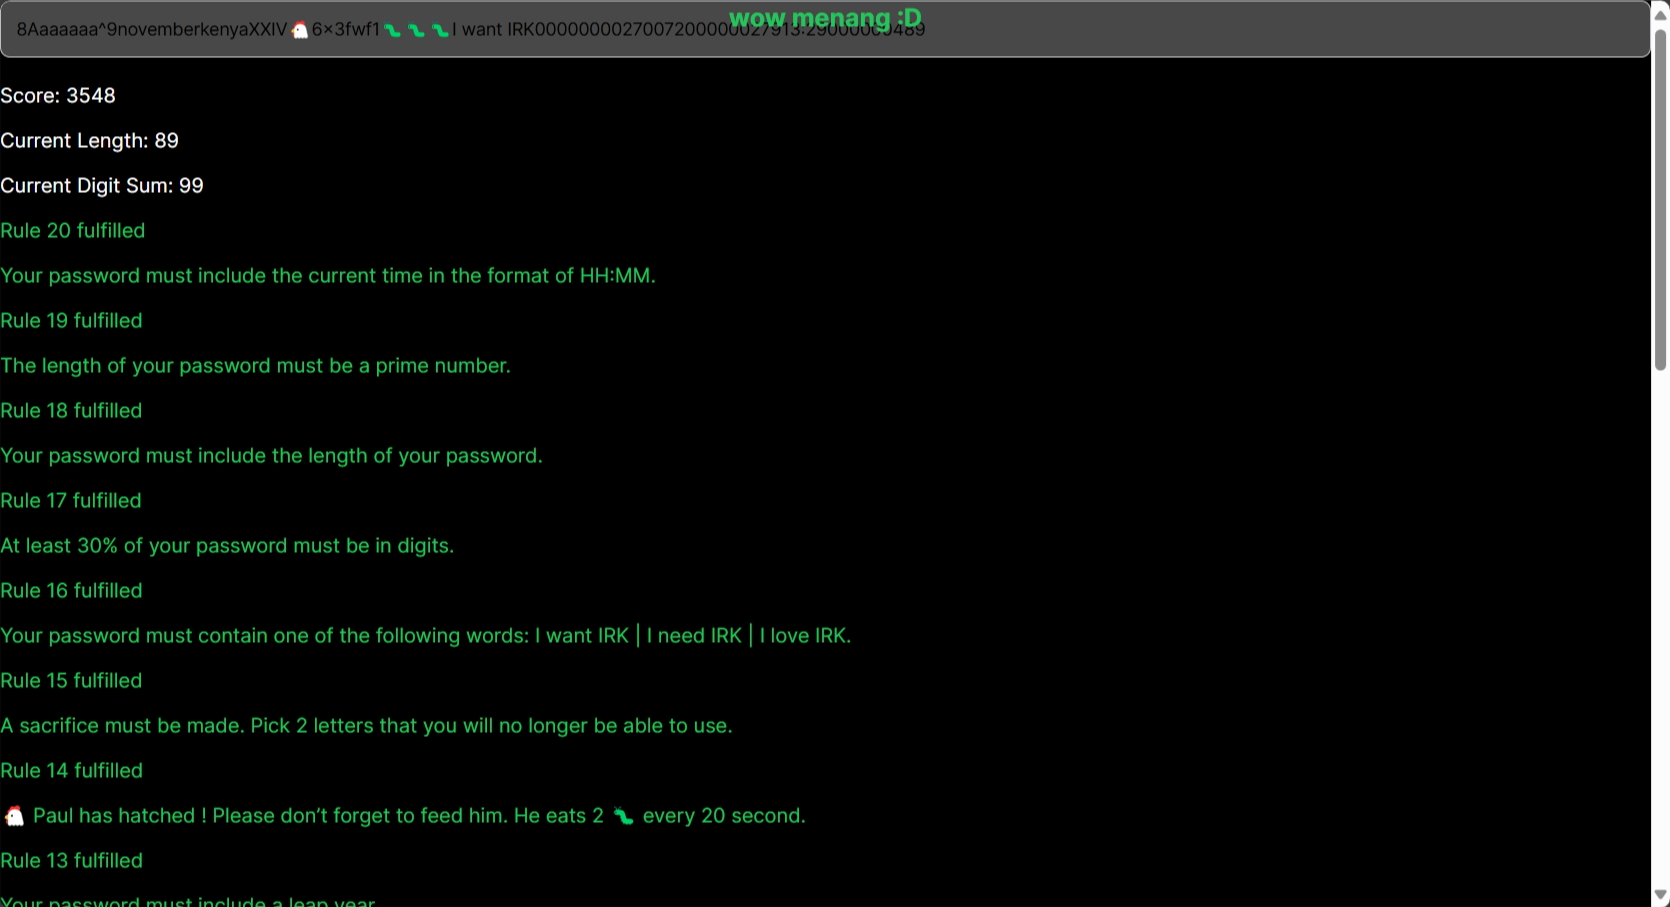 wow menang :D
8Aaaaaaa^9novemberkenyaXXIV🐔6×3fwf1🐛🐛🐛I want IRK0000000027007200000027913:29000000489
Score: 3548
Current Length: 89
Current Digit Sum: 99
Rule 20 fulfilled
Your password must include the current time in the format of HH:MM.
Rule 19 fulfilled
The length of your password must be a prime number.
Rule 18 fulfilled
Your password must include the length of your password.
Rule 17 fulfilled
At least 30% of your password must be in digits.
Rule 16 fulfilled
Your password must contain one of the following words: I want IRK | I need IRK | I love IRK.
Rule 15 fulfilled
A sacrifice must be made. Pick 2 letters that you will no longer be able to use.
Rule 14 fulfilled
🐔 Paul has hatched ! Please don’t forget to feed him. He eats 2 🐛 every 20 second.
Rule 13 fulfilled
Your password must include a leap year.